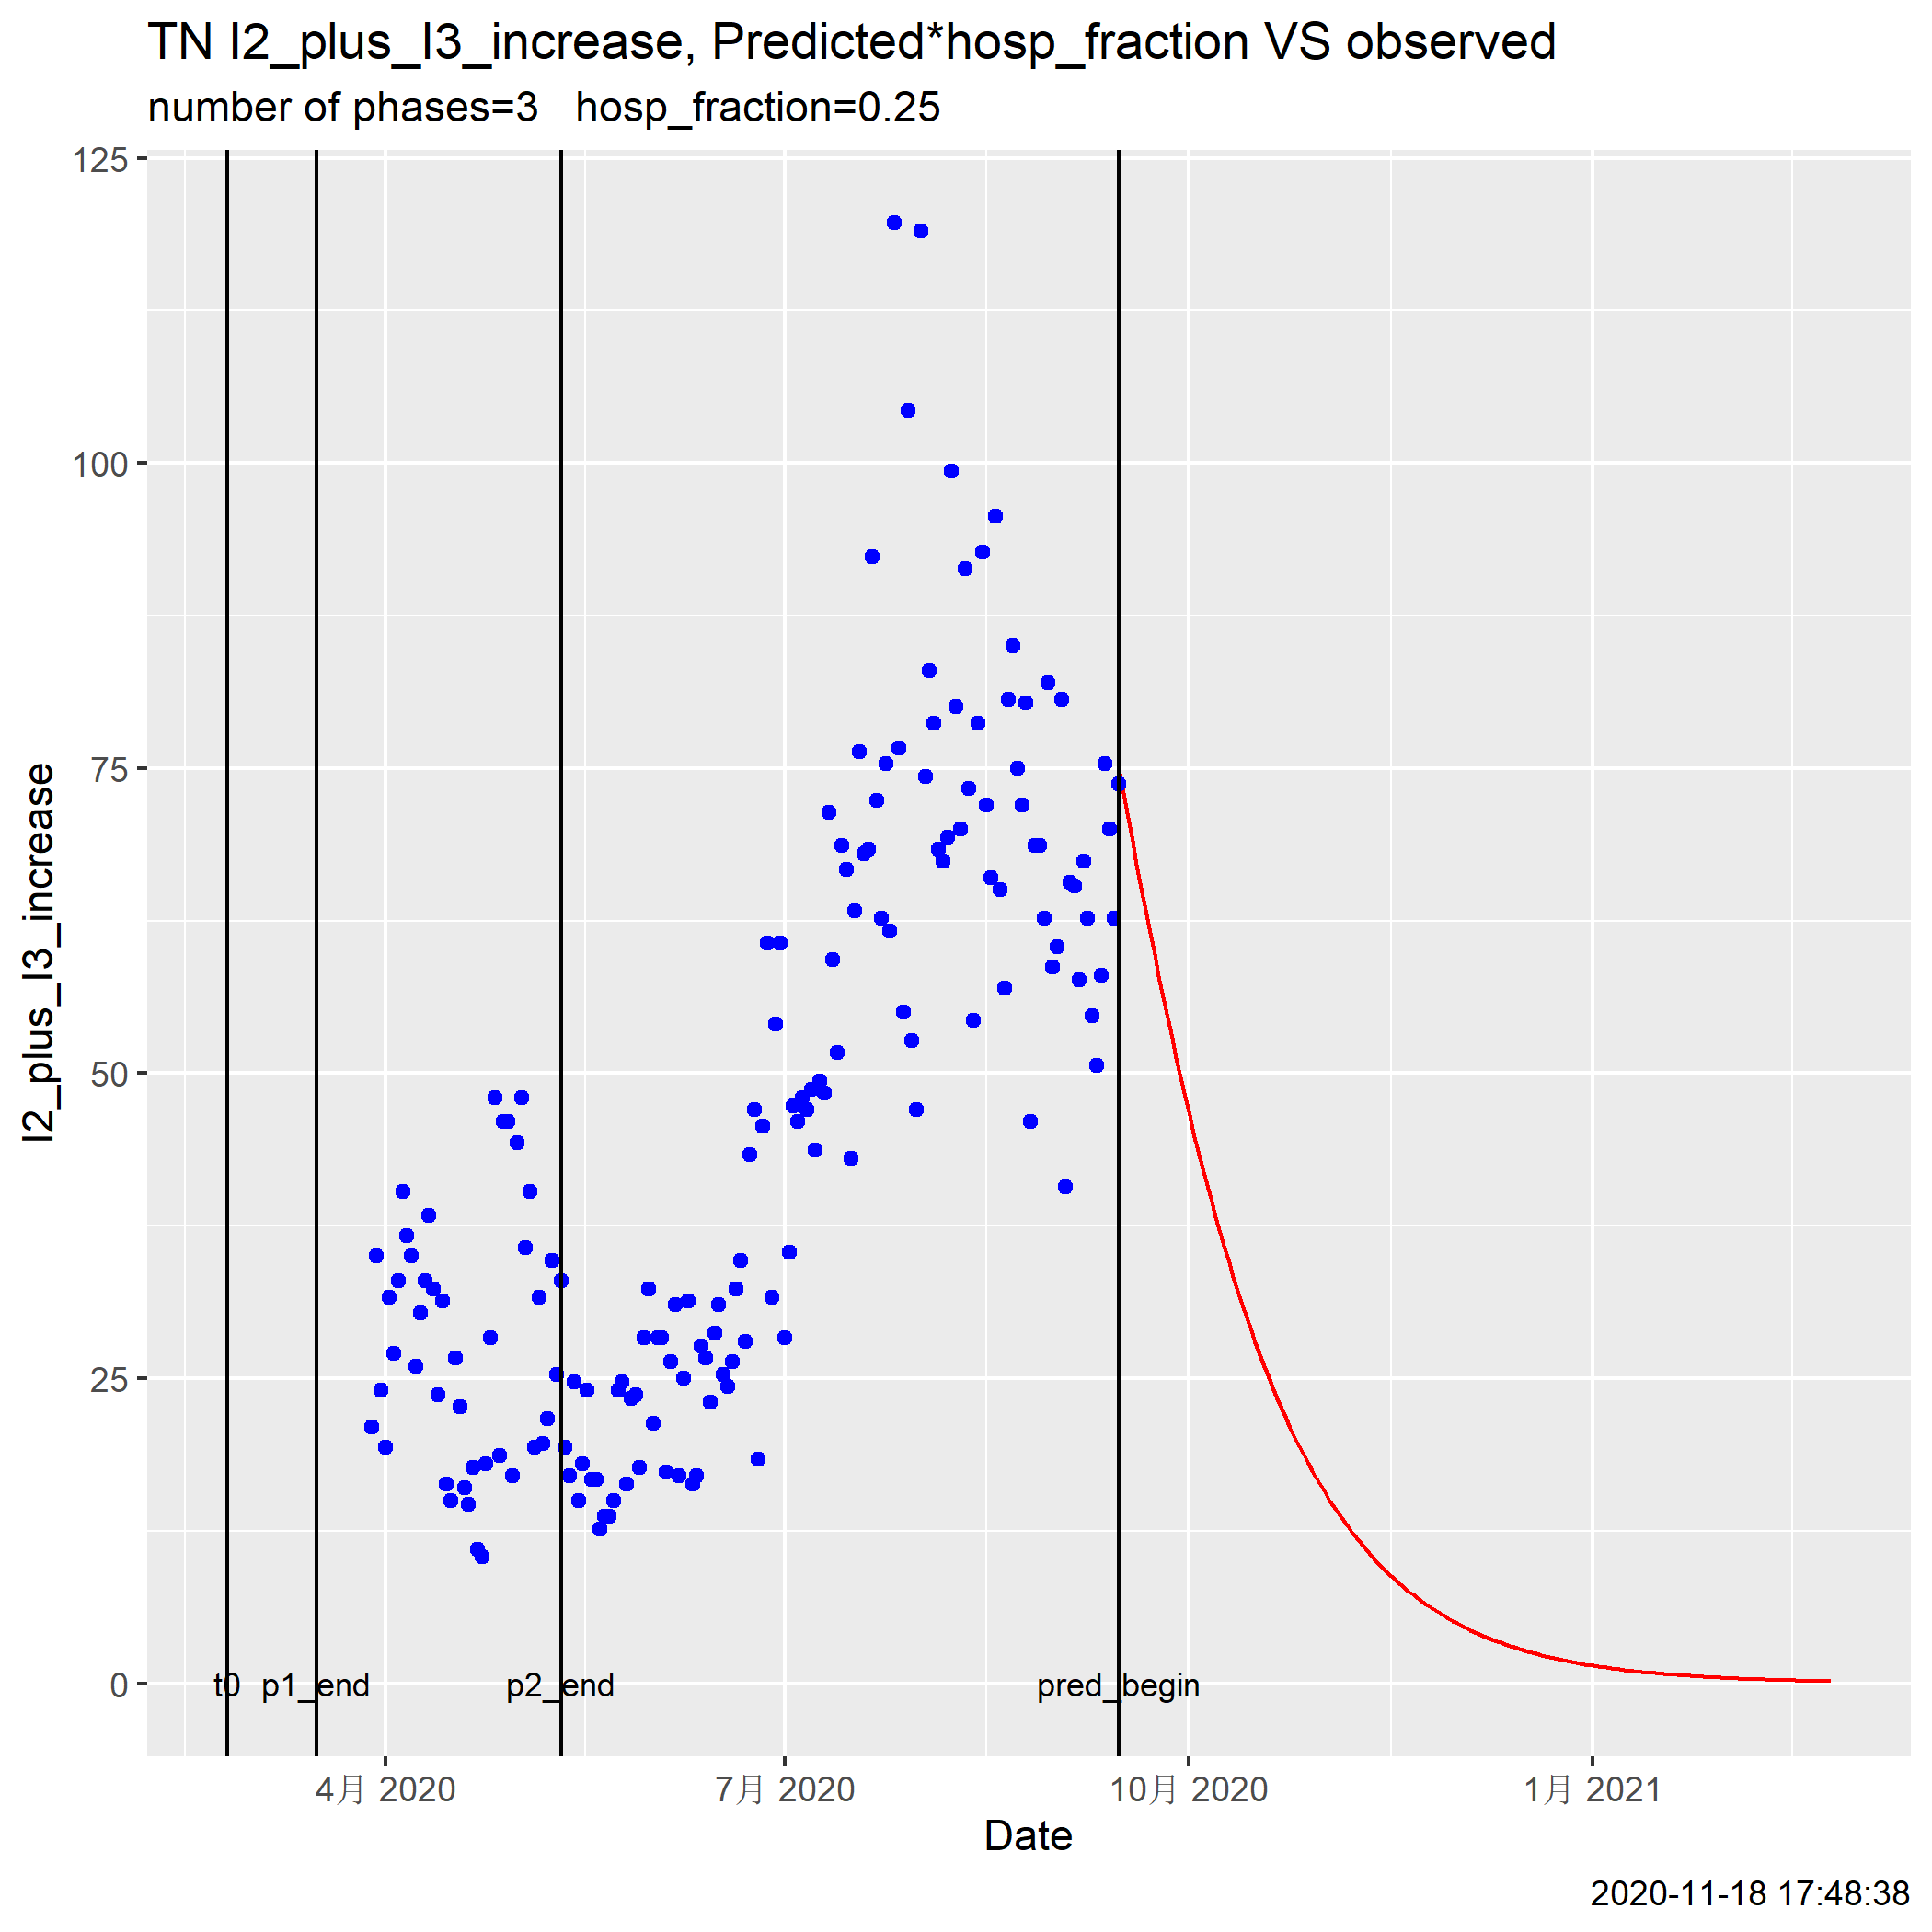 TN I2_plus_I3_increase, Predicted*hosp_fraction VS observed
number of phases=3   hosp_fraction=0.25
125
100
75
50
25
0
I2_plus_I3_increase
t0 p1_end p2_end pred_begin
4月 2020 7月 2020 10月 2020 1月 2021
Date
2020-11-18 17:48:38